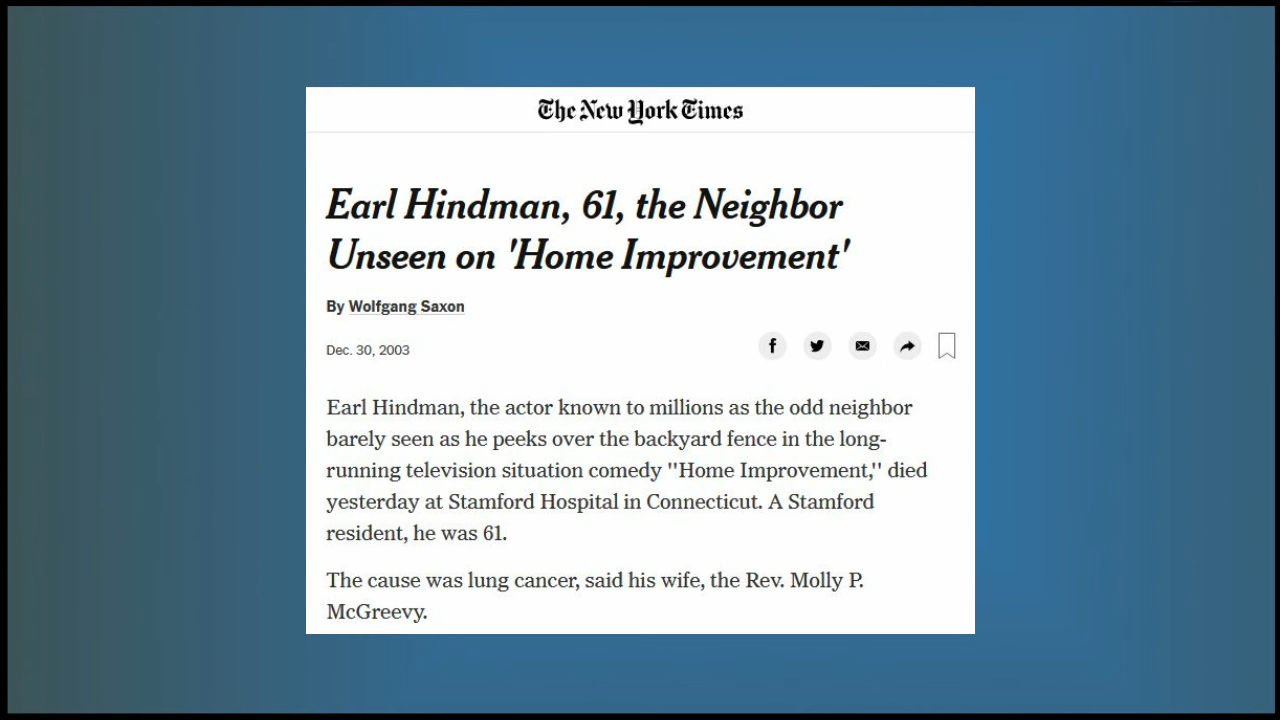 The New York Times
Earl Hindman, 61, the Neighbor
Unseen on 'Home Improvement'
By Wolfgang Saxon
Dec. 30, 2003
Earl Hindman, the actor known to millions as the odd neighbor
barely seen as he peeks over the backyard fence in the long-
running television situation comedy ''Home Improvement,'' died
yesterday at Stamford Hospital in Connecticut. A Stamford
resident, he was 61.
The cause was lung cancer, said his wife, the Rev. Molly P.
McGreevy.